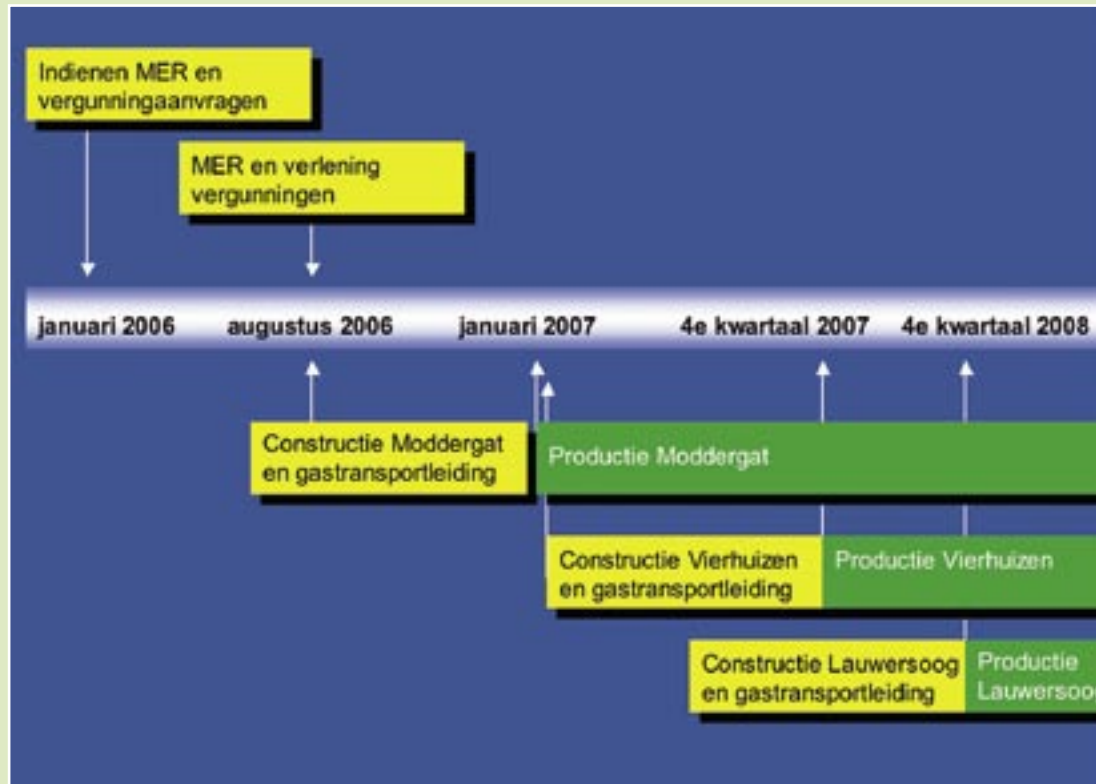 Indienen MER en
vergunningaanvragen
MER en verlening
vergunningen
januari 2006
augustus 2006
januari 2007
4e kwartaal 2007
4e kwartaal 2008
Constructie Moddergat
en gastransportleiding
Productie Moddergat
Constructie Vierhuizen
en gastransportleiding
Productie Vierhuizen
Constructie Lauwersoog
en gastransportleiding
Productie
Lauwersoog